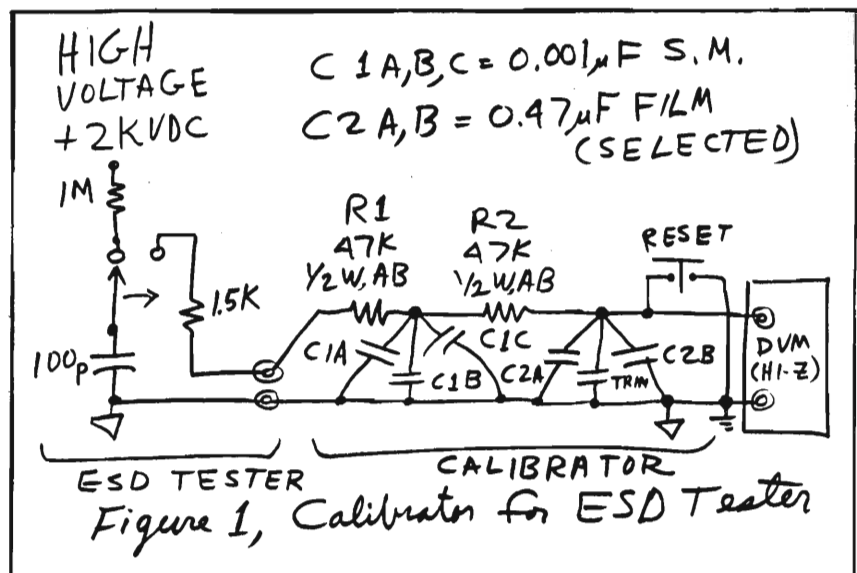 HIGH
VOLTAGE
+2KVDC
C 1A,B,C = 0.001µF S.M.
C2 A,B = 0.47µF FILM
(SELECTED)
1M
R1
47K
1/2W,AB
R2
47K
1/2W,AB
RESET
1.5K
100p
C1A
C1B
C1C
C2A
TRIM
C2B
DVM
(HI-Z)
ESD TESTER
CALIBRATOR
Figure 1, Calibrator for ESD Tester